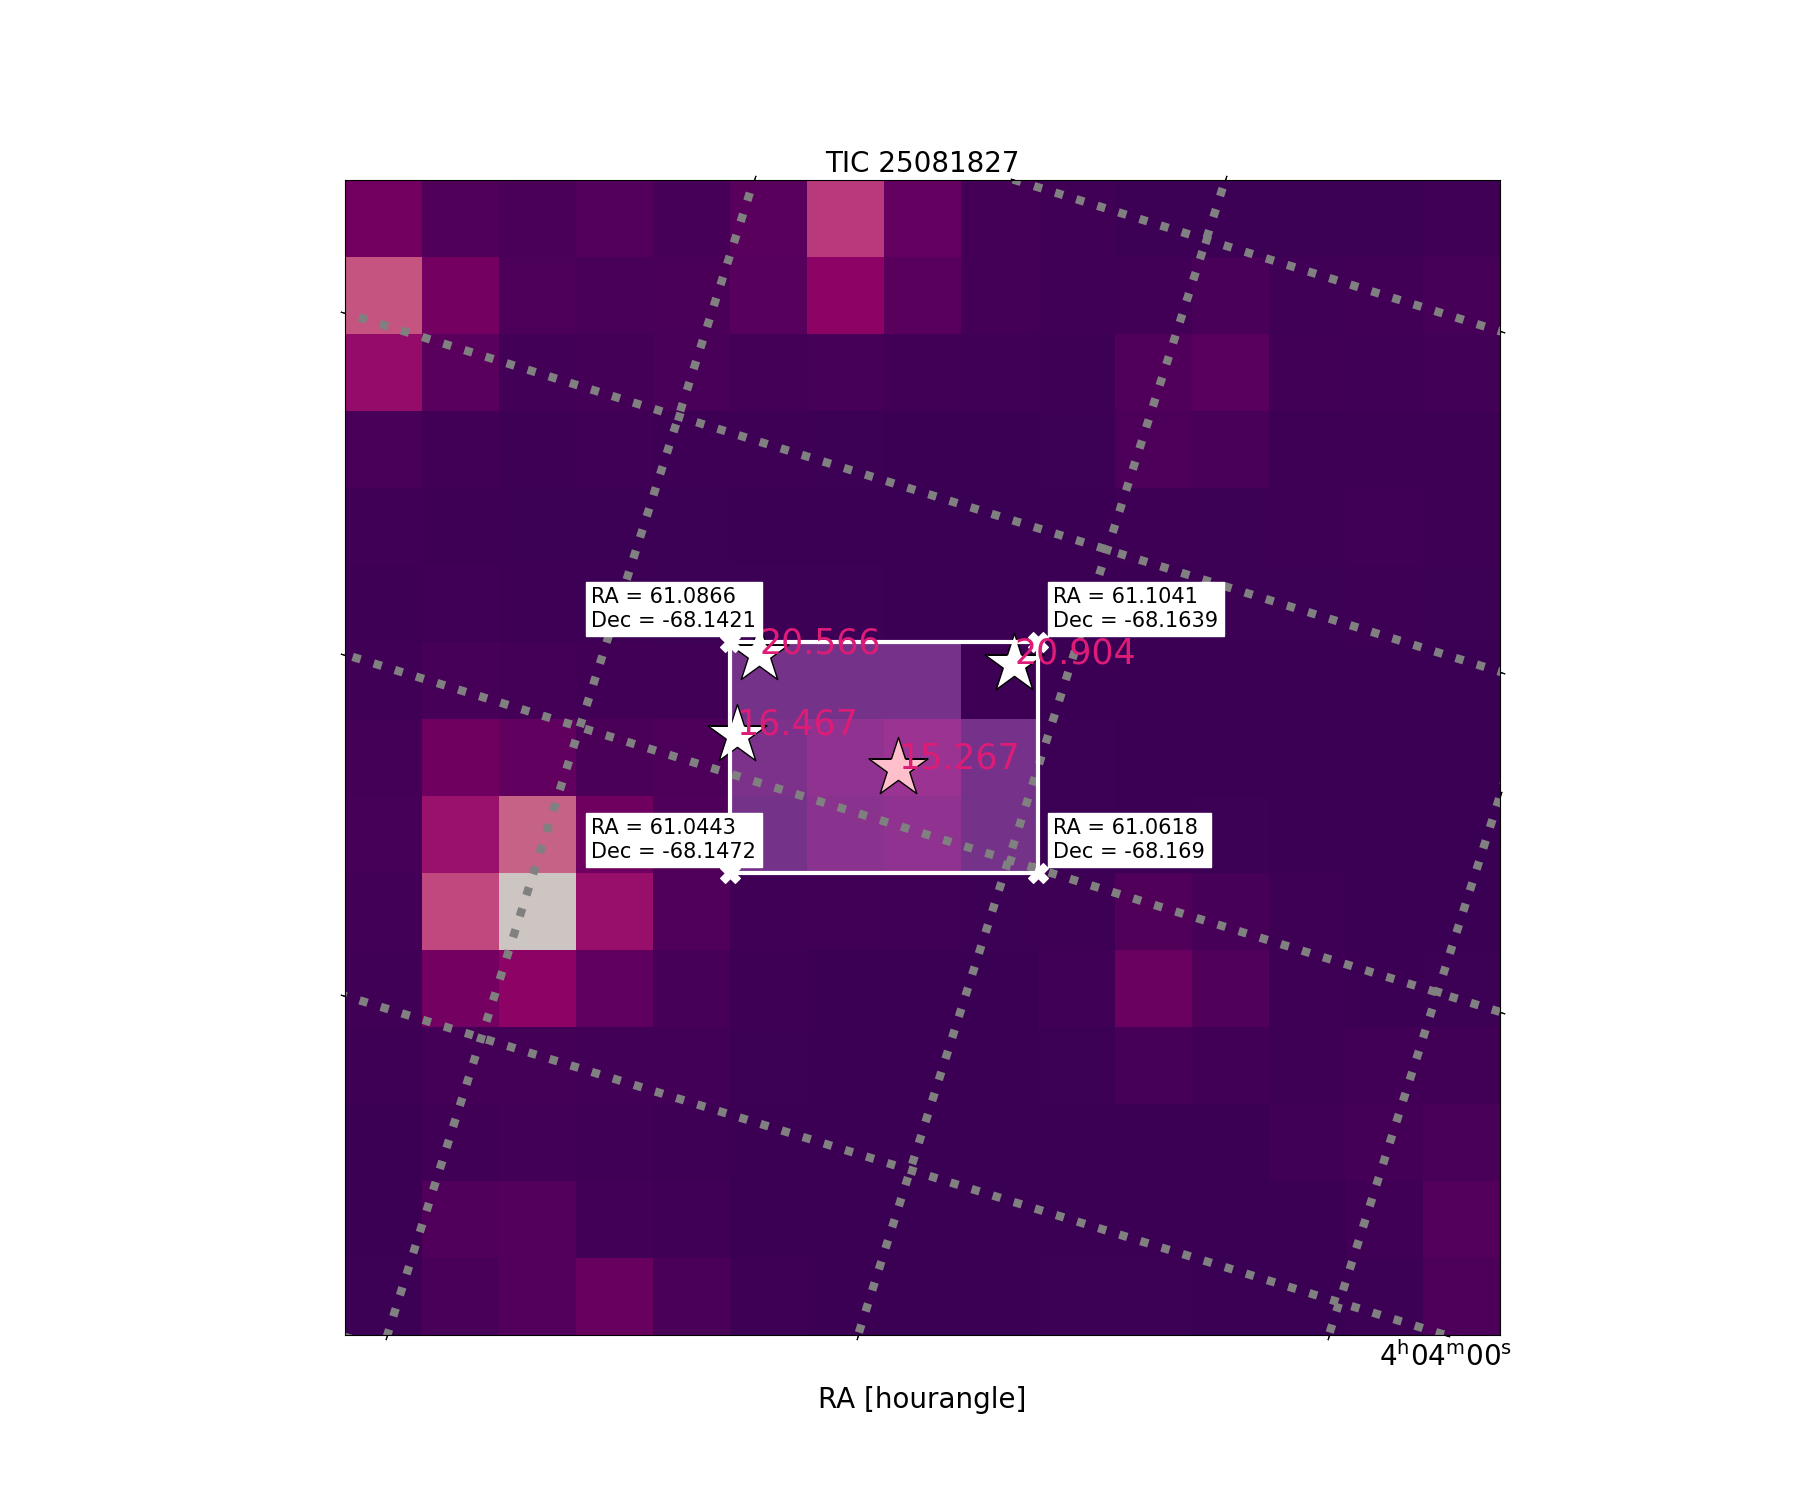 TIC 25081827
RA = 61.0866
Dec = -68.1421
RA = 61.1041
Dec = -68.1639
20.566
20.904
16.467
15.267
RA = 61.0443
Dec = -68.1472
RA = 61.0618
Dec = -68.169
4h04m00s
RA [hourangle]